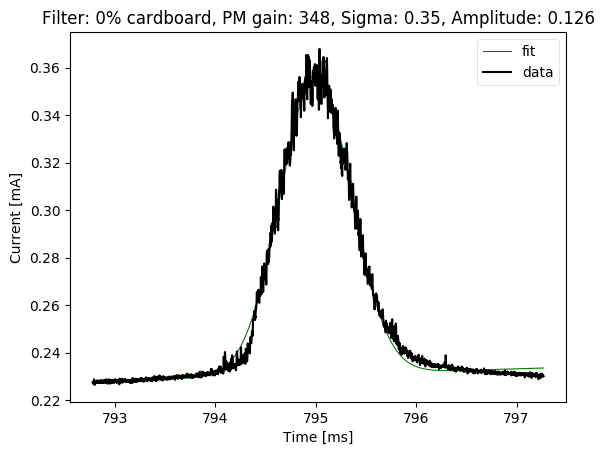 Filter: 0% cardboard, PM gain: 348, Sigma: 0.35, Amplitude: 0.126
fit
data
0.36
0.34
0.32
0.30
0.28
0.26
0.24
0.22
Current [mA]
793 794 795 796 797
Time [ms]